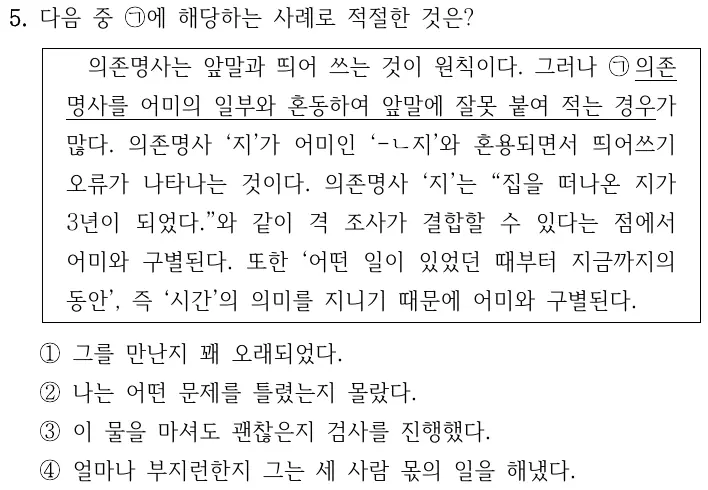 5. 다음 중 ㉠에 해당하는 사례로 적절한 것은?
의존명사는 앞말과 띄어 쓰는 것이 원칙이다. 그러나 ㉠의존
명사를 어미의 일부와 혼동하여 앞말에 잘못 붙여 적는 경우가
많다. 의존명사 ‘지’가 어미인 ‘-ㄴ지’와 혼용되면서 띄어쓰기
오류가 나타나는 것이다. 의존명사 ‘지’는 “집을 떠나온 지가
3년이 되었다.”와 같이 격 조사가 결합할 수 있다는 점에서
어미와 구별된다. 또한 ‘어떤 일이 있었던 때부터 지금까지의
동안’, 즉 ‘시간’의 의미를 지니기 때문에 어미와 구별된다.
① 그를 만난지 꽤 오래되었다.
② 나는 어떤 문제를 틀렸는지 몰랐다.
③ 이 물을 마셔도 괜찮은지 검사를 진행했다.
④ 얼마나 부지런한지 그는 세 사람 몫의 일을 해냈다.